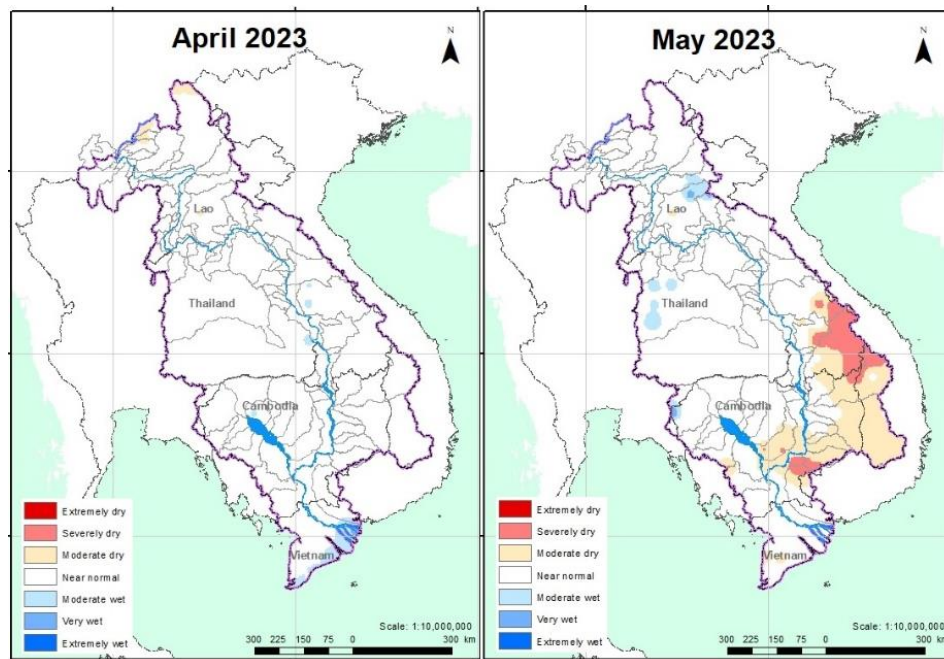 April 2023
N
Lao
Thailand
Cambodia
Vietnam
Extremely dry
Severely dry
Moderate dry
Near normal
Moderate wet
Very wet
Extremely wet
Scale: 1:10,000,000
300 225 150 75 0 300 km
May 2023
N
Lao
Thailand
Cambodia
Vietnam
Extremely dry
Severely dry
Moderate dry
Near normal
Moderate wet
Very wet
Extremely wet
Scale: 1:10,000,000
300 225 150 75 0 300 km